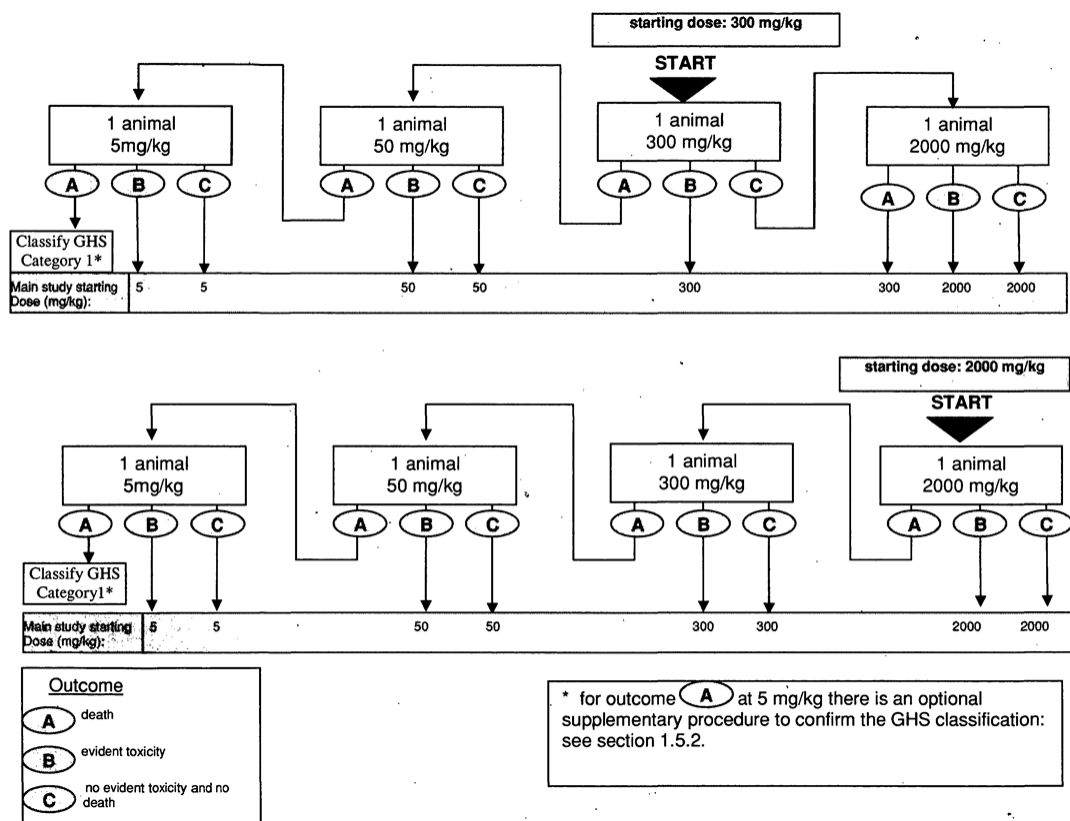 starting dose: 300 mg/kg
START
1 animal
5mg/kg
1 animal
50 mg/kg
1 animal
300 mg/kg
1 animal
2000 mg/kg
A B C A B C A B C A B C
Classify GHS
Category 1*
Main study starting
Dose (mg/kg):
5 5 50 50 300 300 2000 2000
starting dose: 2000 mg/kg
START
1 animal
5mg/kg
1 animal
50 mg/kg
1 animal
300 mg/kg
1 animal
2000 mg/kg
A B C A B C A B C A B C
Classify GHS
Category1*
Main study starting
Dose (mg/kg):
5 5 50 50 300 300 2000 2000
Outcome
A death
B evident toxicity
C no evident toxicity and no
death
* for outcome A at 5 mg/kg there is an optional
supplementary procedure to confirm the GHS classification:
see section 1.5.2.